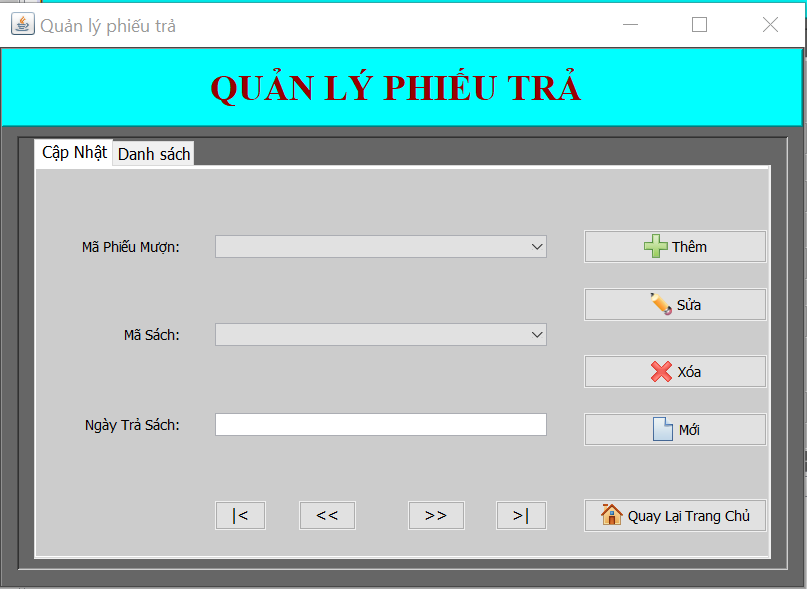 Quản lý phiếu trả
QUẢN LÝ PHIẾU TRẢ
Cập Nhật
Danh sách
Mã Phiếu Mượn:
Thêm
Sửa
Mã Sách:
Xóa
Ngày Trả Sách:
Mới
|<
<<
>>
>|
Quay Lại Trang Chủ